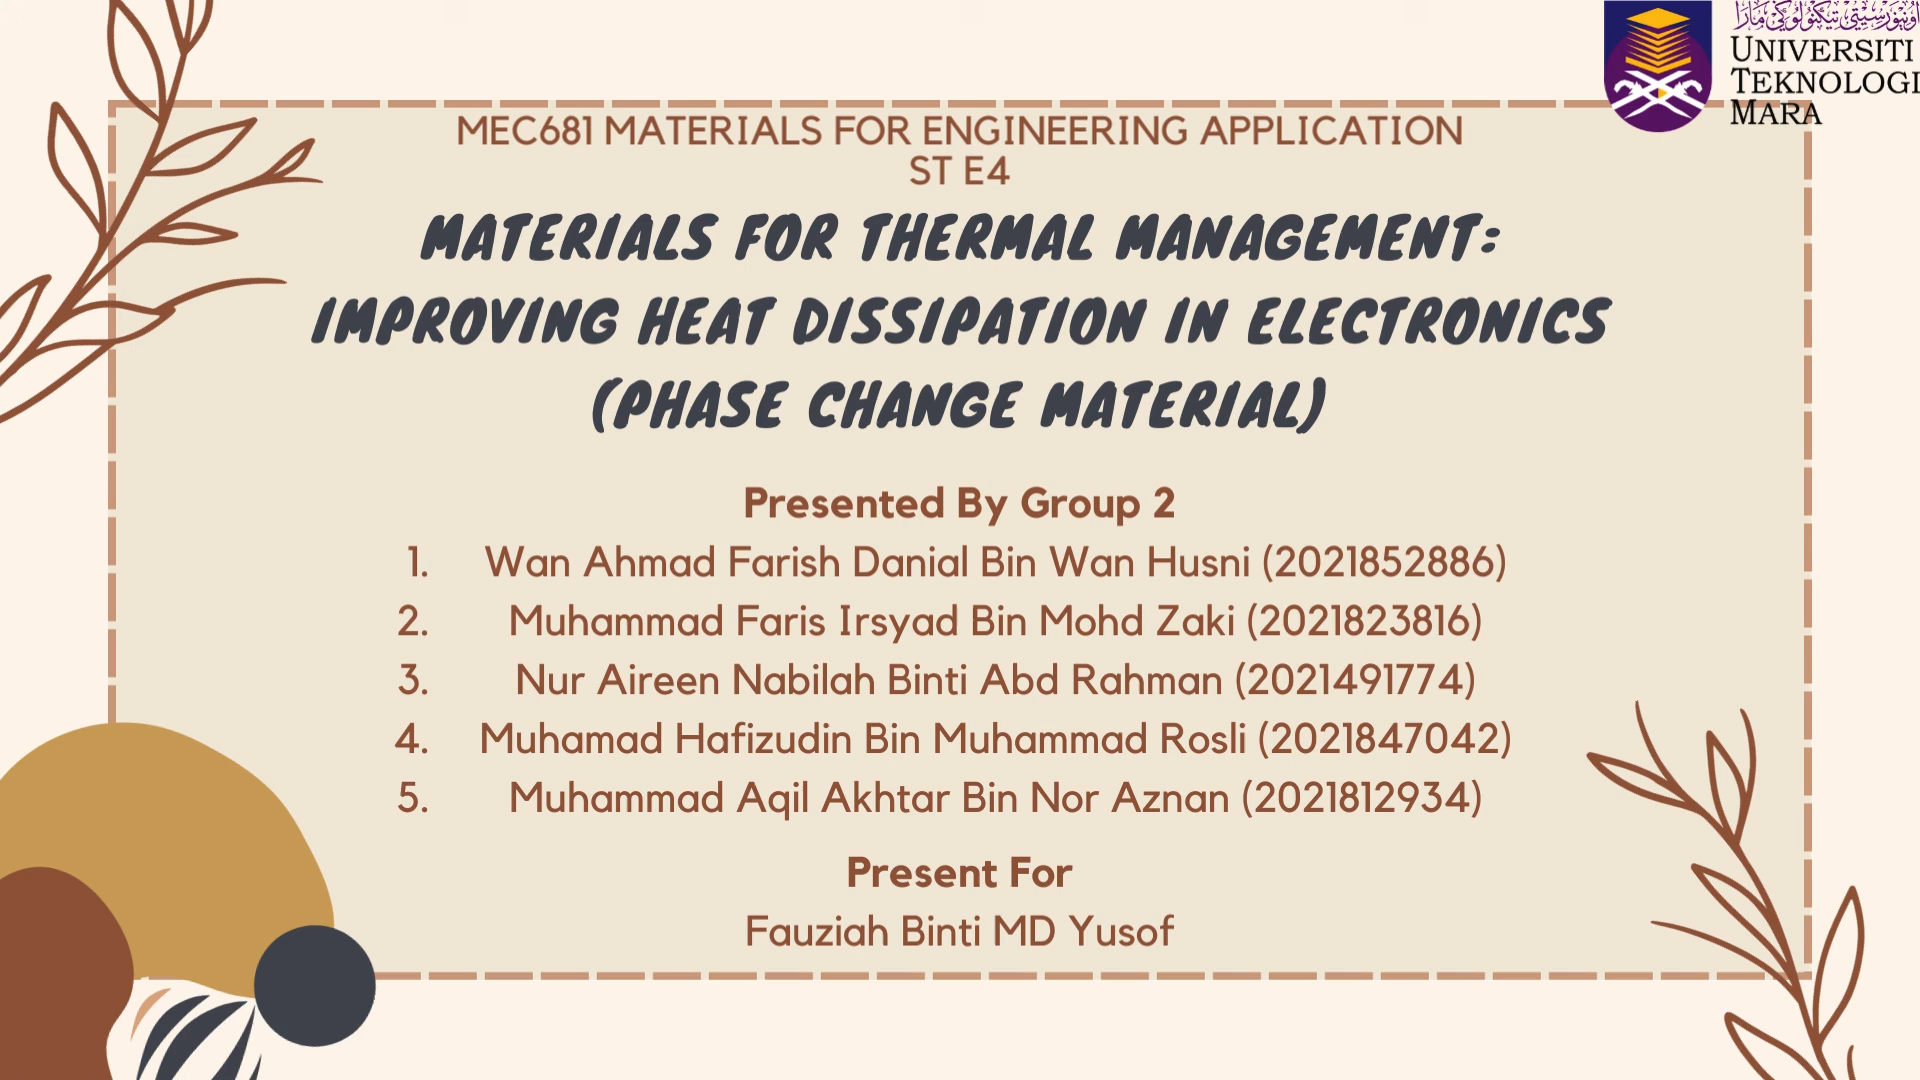 اونيۏرسيتي تيكنولوڬي مارا
UNIVERSITI
TEKNOLOGI
MARA
MEC681 MATERIALS FOR ENGINEERING APPLICATION
ST E4
MATERIALS FOR THERMAL MANAGEMENT:
IMPROVING HEAT DISSIPATION IN ELECTRONICS
(PHASE CHANGE MATERIAL)
Presented By Group 2
1. Wan Ahmad Farish Danial Bin Wan Husni (2021852886)
2. Muhammad Faris Irsyad Bin Mohd Zaki (2021823816)
3. Nur Aireen Nabilah Binti Abd Rahman (2021491774)
4. Muhamad Hafizudin Bin Muhammad Rosli (2021847042)
5. Muhammad Aqil Akhtar Bin Nor Aznan (2021812934)
Present For
Fauziah Binti MD Yusof